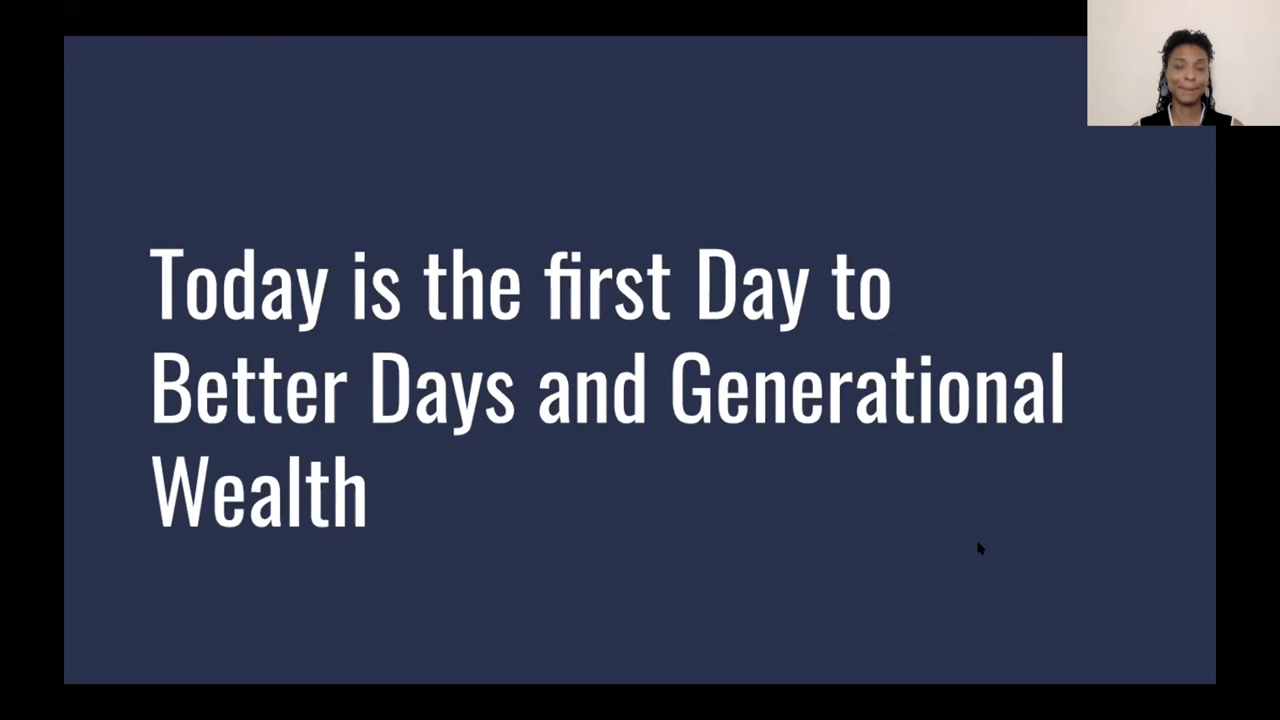 Today is the first Day to
Better Days and Generational
Wealth